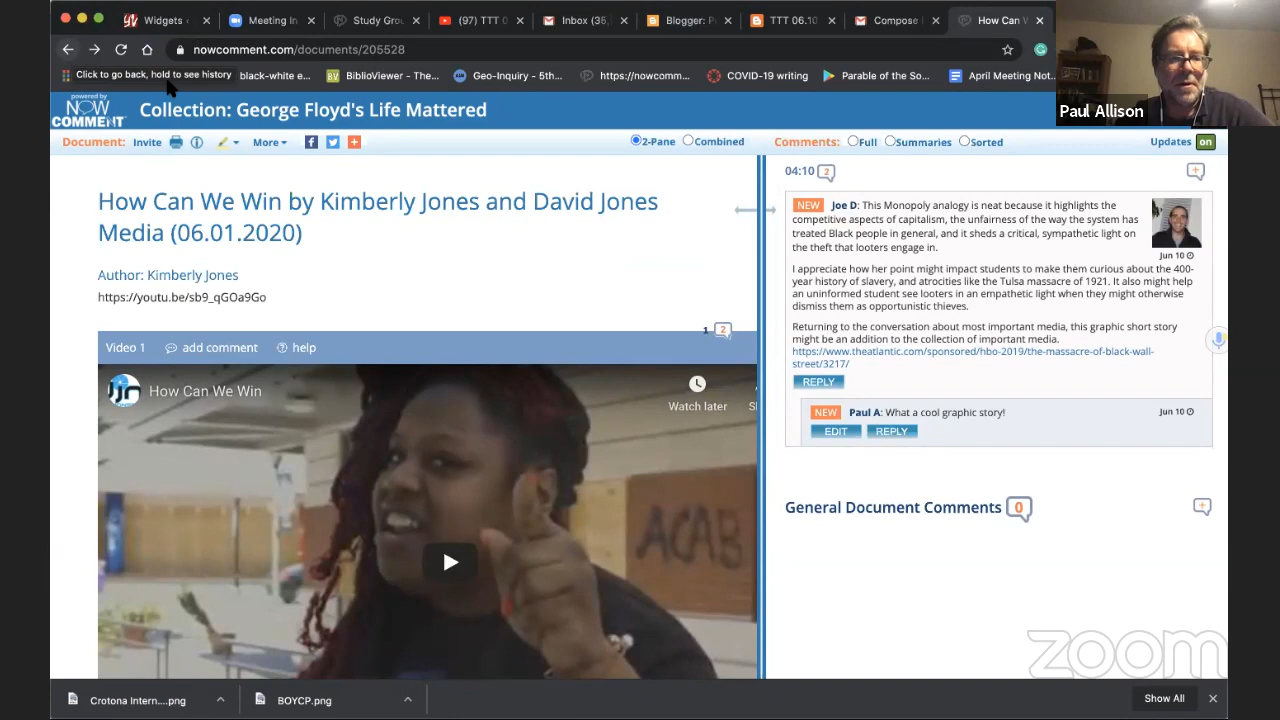 Widgets
Meeting In
Study Grou
(97) TTT 0
Inbox (36,
Blogger: P
TTT 06.10
Compose
How Can W
nowcomment.com/documents/205528
Click to go back, hold to see history
black-white e...
BV
BiblioViewer - The...
Geo-Inquiry - 5th...
https://nowcomm...
COVID-19 writing
Parable of the So...
April Meeting Not...
Paul Allison
powered by
NOW
COMMENT
Collection: George Floyd's Life Mattered
Document:
Invite
More
2-Pane
Combined
Comments:
Full
Summaries
Sorted
Updates
on
How Can We Win by Kimberly Jones and David Jones
Media (06.01.2020)
Author: Kimberly Jones
https://youtu.be/sb9_qGOa9Go
1
2
Video 1
add comment
help
How Can We Win
Watch later
ACAB
04:10
2
NEW Joe D: This Monopoly analogy is neat because it highlights the
competitive aspects of capitalism, the unfairness of the way the system has
treated Black people in general, and it sheds a critical, sympathetic light on
the theft that looters engage in.
Jun 10
I appreciate how her point might impact students to make them curious about the 400-
year history of slavery, and atrocities like the Tulsa massacre of 1921. It also might help
an uninformed student see looters in an empathetic light when they might otherwise
dismiss them as opportunistic thieves.
Returning to the conversation about most important media, this graphic short story
might be an addition to the collection of important media.
https://www.theatlantic.com/sponsored/hbo-2019/the-massacre-of-black-wall-
street/3217/
REPLY
NEW Paul A: What a cool graphic story!
Jun 10
EDIT
REPLY
General Document Comments
0
zoom
Crotona Intern....png
BOYCP.png
Show All